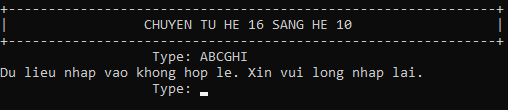 CHUYEN TU HE 16 SANG HE 10
Type: ABCGHI
Du lieu nhap vao khong hop le. Xin vui long nhap lai.
Type: